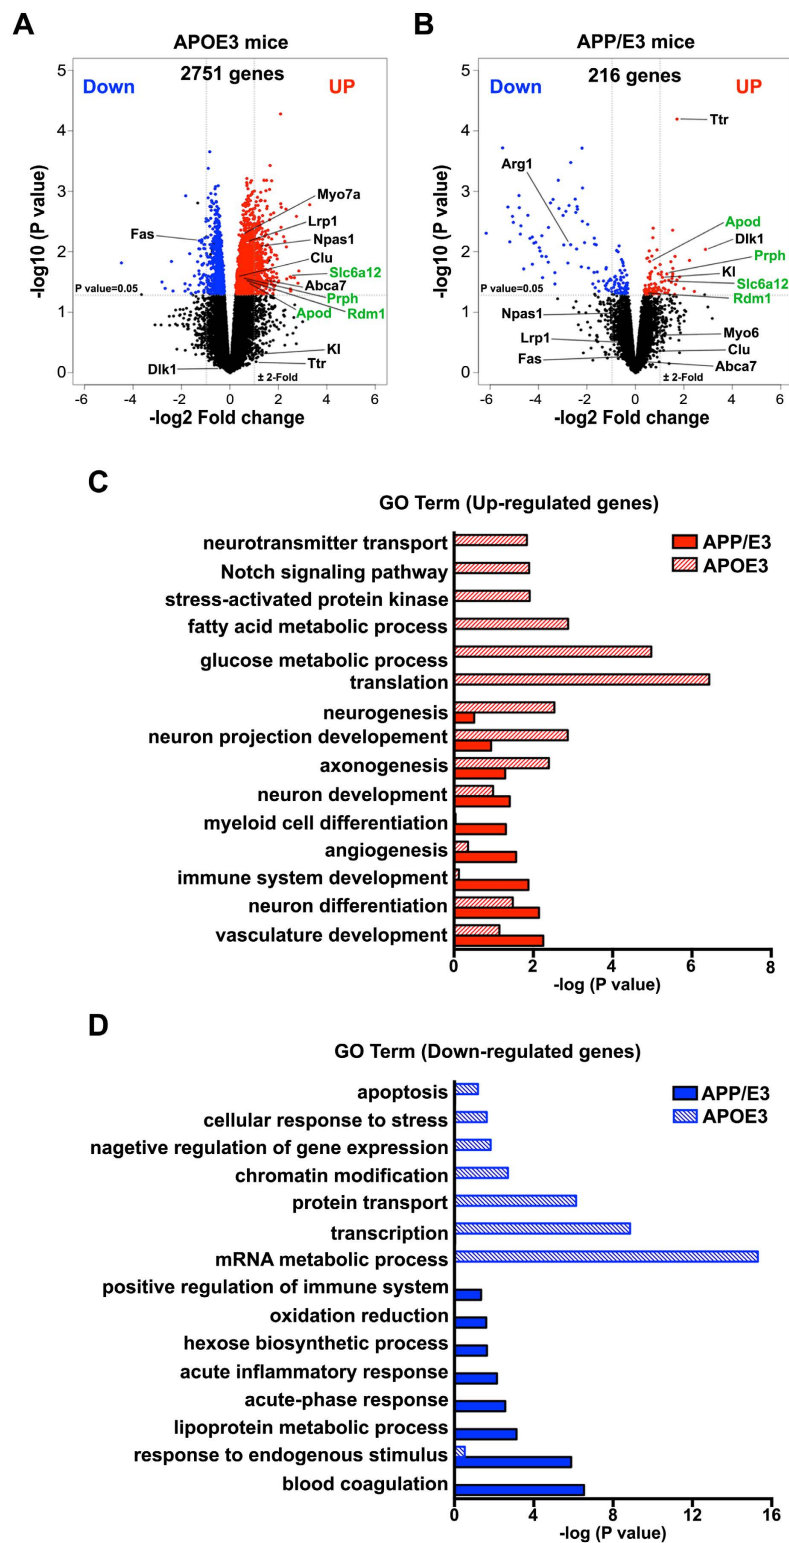 A
APOE3 mice
2751 genes
Down
UP
-log10 (P value)
5
4
3
2
1
0
Myo7a
Lrp1
Fas
Npas1
Clu
Slc6a12
Abca7
P value=0.05
Prph
Apod
Rdm1
Kl
Ttr
Dlk1
± 2-Fold
-6
-4
-2
0
2
4
6
-log2 Fold change
B
APP/E3 mice
216 genes
Down
UP
-log10 (P value)
5
4
3
2
1
0
Ttr
Arg1
Apod
Dlk1
Prph
Kl
Slc6a12
P value=0.05
Rdm1
Npas1
Myo6
Lrp1
Clu
Fas
Abca7
± 2-Fold
-6
-4
-2
0
2
4
6
-log2 Fold change
C
GO Term (Up-regulated genes)
APP/E3
APOE3
neurotransmitter transport
Notch signaling pathway
stress-activated protein kinase
fatty acid metabolic process
glucose metabolic process
translation
neurogenesis
neuron projection developement
axonogenesis
neuron development
myeloid cell differentiation
angiogenesis
immune system development
neuron differentiation
vasculature development
0
2
4
6
8
-log (P value)
D
GO Term (Down-regulated genes)
APP/E3
APOE3
apoptosis
cellular response to stress
nagetive regulation of gene expression
chromatin modification
protein transport
transcription
mRNA metabolic process
positive regulation of immune system
oxidation reduction
hexose biosynthetic process
acute inflammatory response
acute-phase response
lipoprotein metabolic process
response to endogenous stimulus
blood coagulation
0
4
8
12
16
-log (P value)